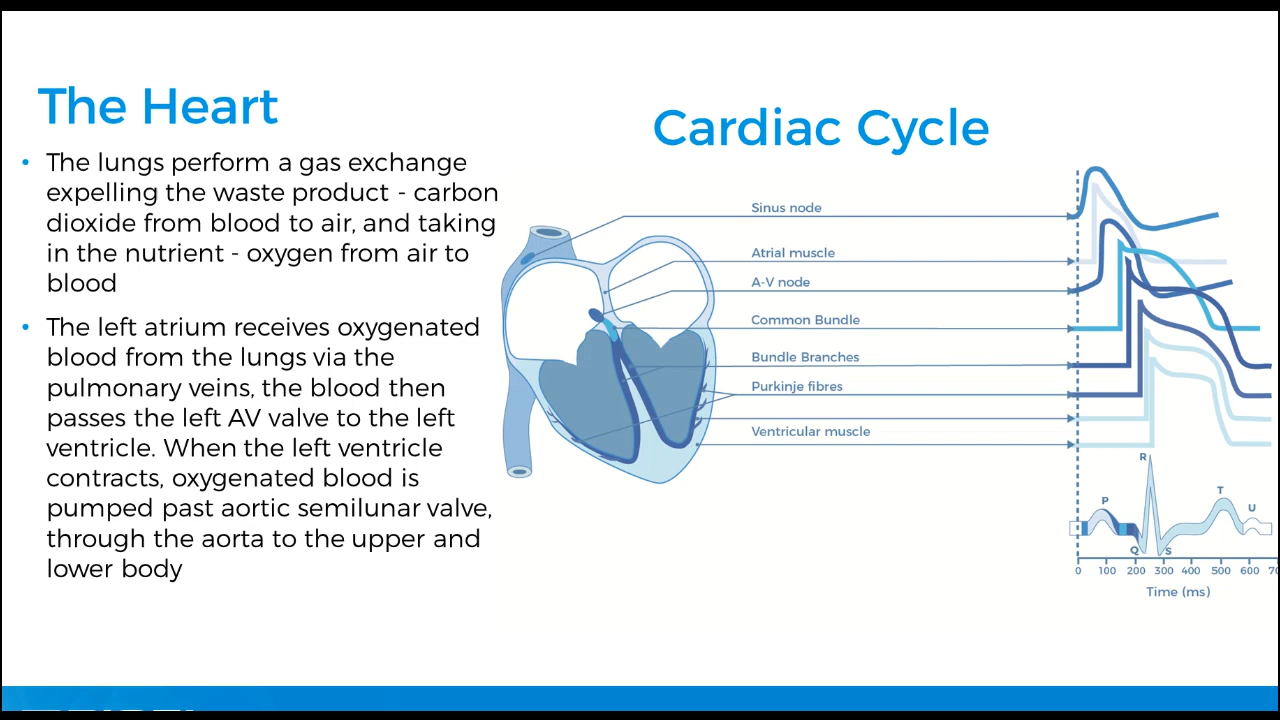 The Heart
• The lungs perform a gas exchange
expelling the waste product - carbon
dioxide from blood to air, and taking
in the nutrient - oxygen from air to
blood
• The left atrium receives oxygenated
blood from the lungs via the
pulmonary veins, the blood then
passes the left AV valve to the left
ventricle. When the left ventricle
contracts, oxygenated blood is
pumped past aortic semilunar valve,
through the aorta to the upper and
lower body
Cardiac Cycle
Sinus node
Atrial muscle
A-V node
Common Bundle
Bundle Branches
Purkinje fibres
Ventricular muscle
R
P
T
U
Q
S
0 100 200 300 400 500 600
Time (ms)